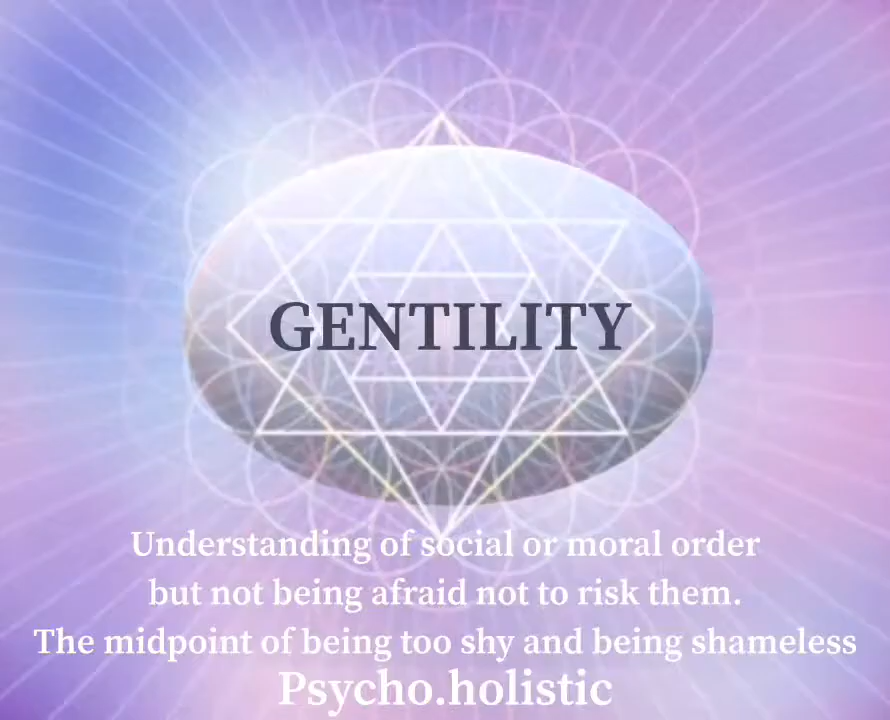 GENTILITY
Understanding of social or moral order
but not being afraid not to risk them.
The midpoint of being too shy and being shameless
Psycho.holistic